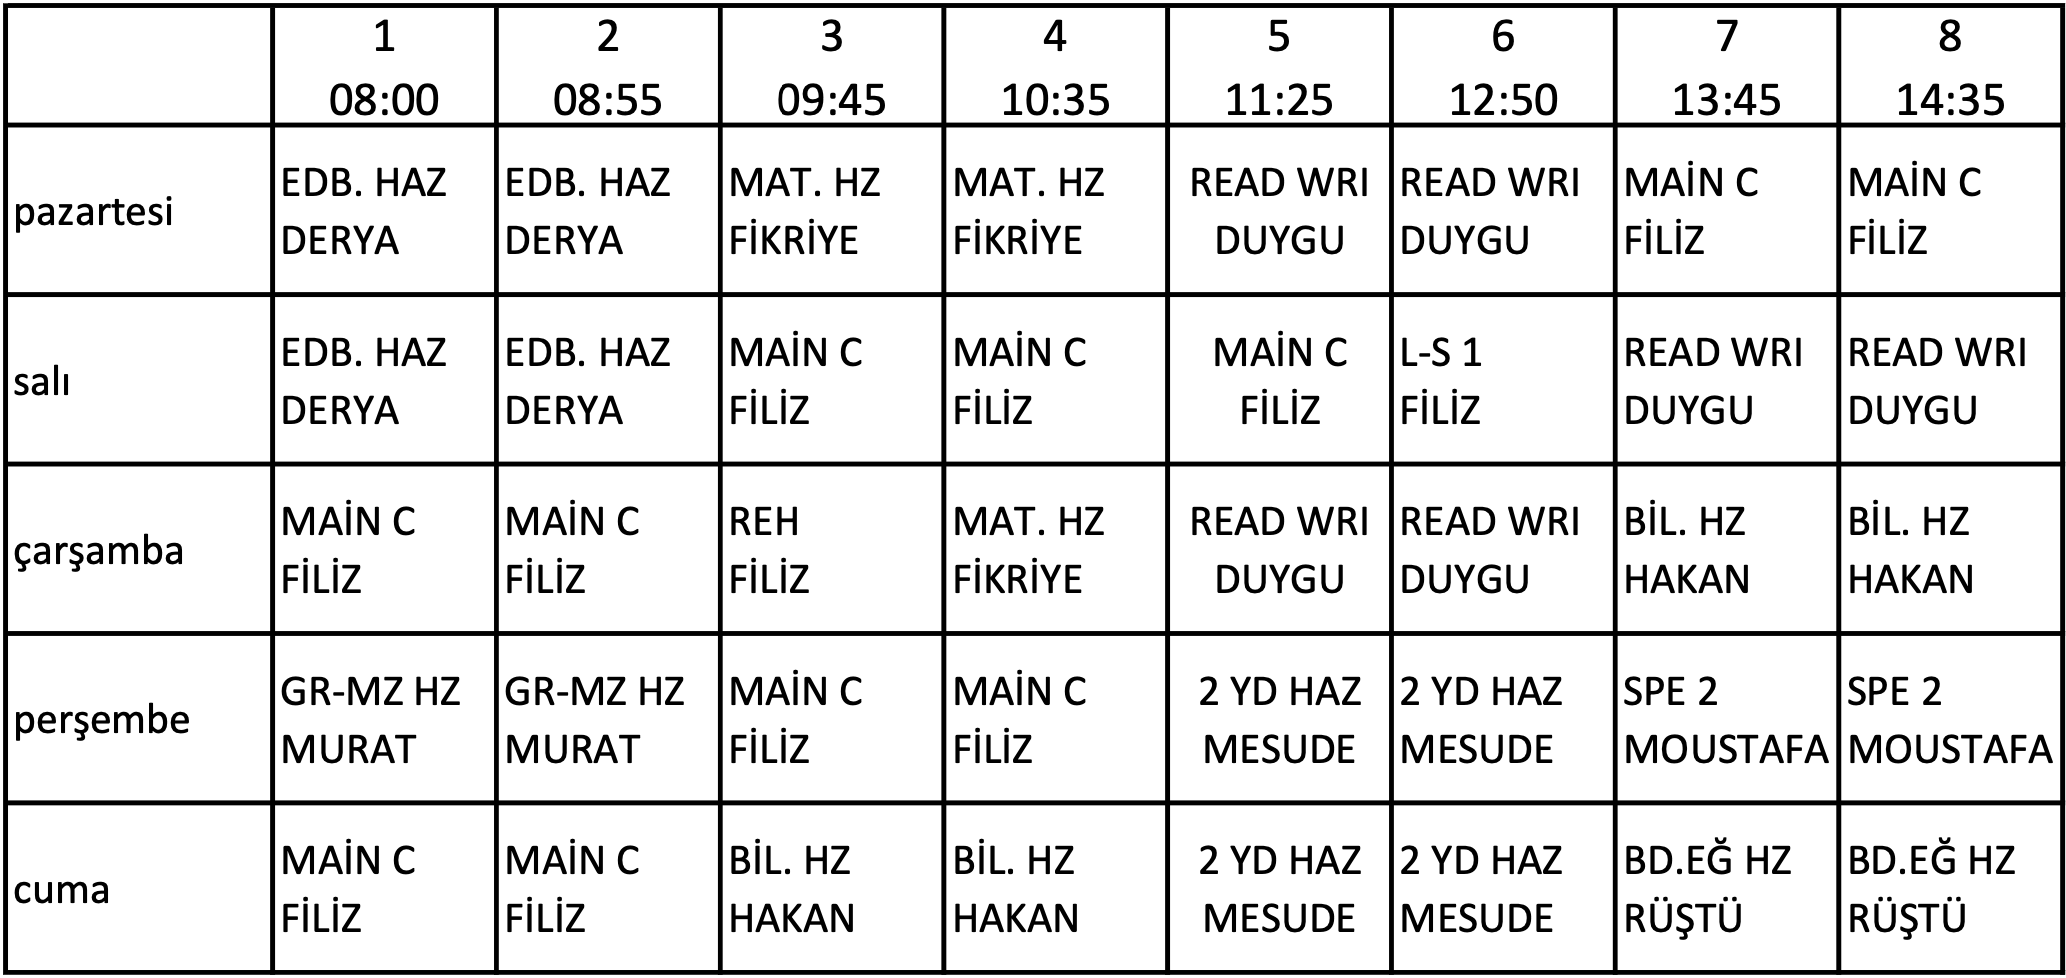 1 2 3 4 5 6 7 8
08:00 08:55 09:45 10:35 11:25 12:50 13:45 14:35
pazartesi
EDB. HAZ EDB. HAZ MAT. HZ MAT. HZ READ WRI READ WRI MAİN C MAİN C
DERYA DERYA FİKRİYE FİKRİYE DUYGU DUYGU FİLİZ FİLİZ
salı
EDB. HAZ EDB. HAZ MAİN C MAİN C MAİN C L-S 1 READ WRI READ WRI
DERYA DERYA FİLİZ FİLİZ FİLİZ FİLİZ DUYGU DUYGU
çarşamba
MAİN C MAİN C REH MAT. HZ READ WRI READ WRI BİL. HZ BİL. HZ
FİLİZ FİLİZ FİLİZ FİKRİYE DUYGU DUYGU HAKAN HAKAN
perşembe
GR-MZ HZ GR-MZ HZ MAİN C MAİN C 2 YD HAZ 2 YD HAZ SPE 2 SPE 2
MURAT MURAT FİLİZ FİLİZ MESUDE MESUDE MOUSTAFA MOUSTAFA
cuma
MAİN C MAİN C BİL. HZ BİL. HZ 2 YD HAZ 2 YD HAZ BD.EĞ HZ BD.EĞ HZ
FİLİZ FİLİZ HAKAN HAKAN MESUDE MESUDE RÜŞTÜ RÜŞTÜ